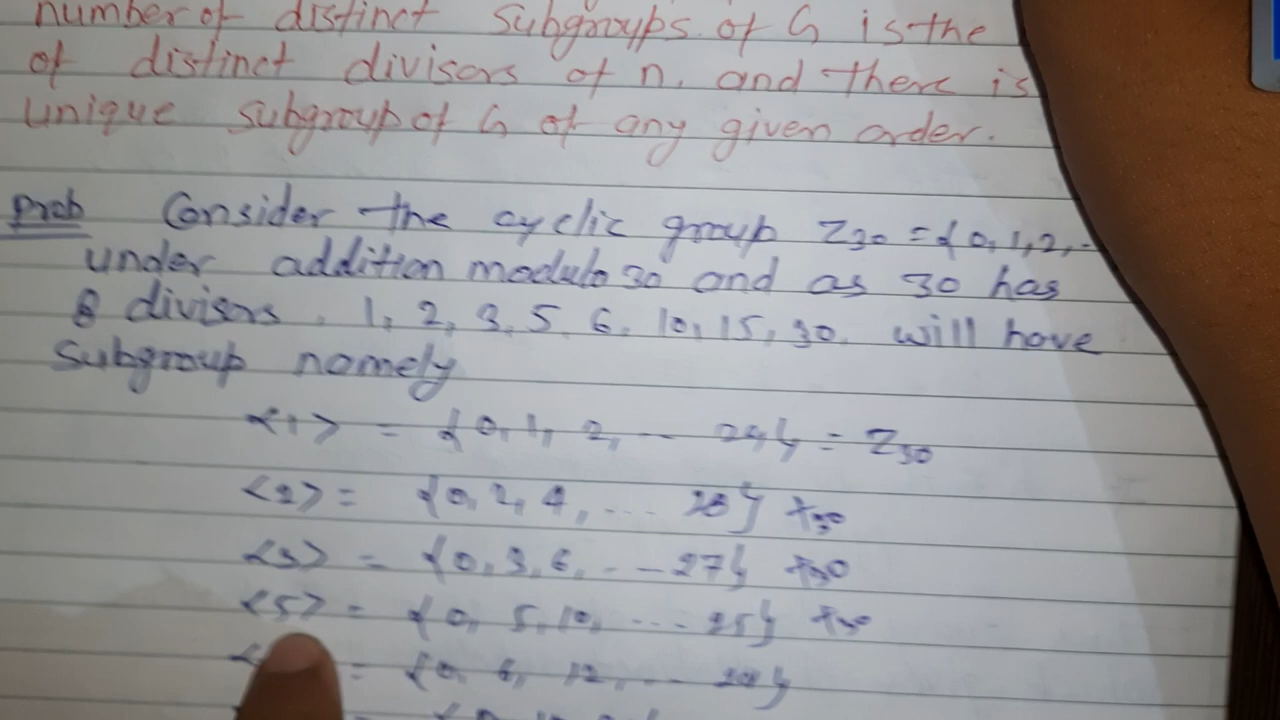 number of distinct subgroups of G is the
of distinct divisors of n, and there is
unique subgroup of G of any given order.
Prob Consider the cyclic group Z30 = {0, 1, 2, -
under addition modulo 30 and as 30 has
8 divisors, 1, 2, 3, 5, 6, 10, 15, 30. will have
subgroup namely
<1> = {0, 1, 2, --- 29} = Z30
<2> = {0, 2, 4, ... 28} +30
<3> = {0, 3, 6, - - - 27} +30
<5> = {0, 5, 10, ... 25} +30
< = {0, 6, 12, ... 24}